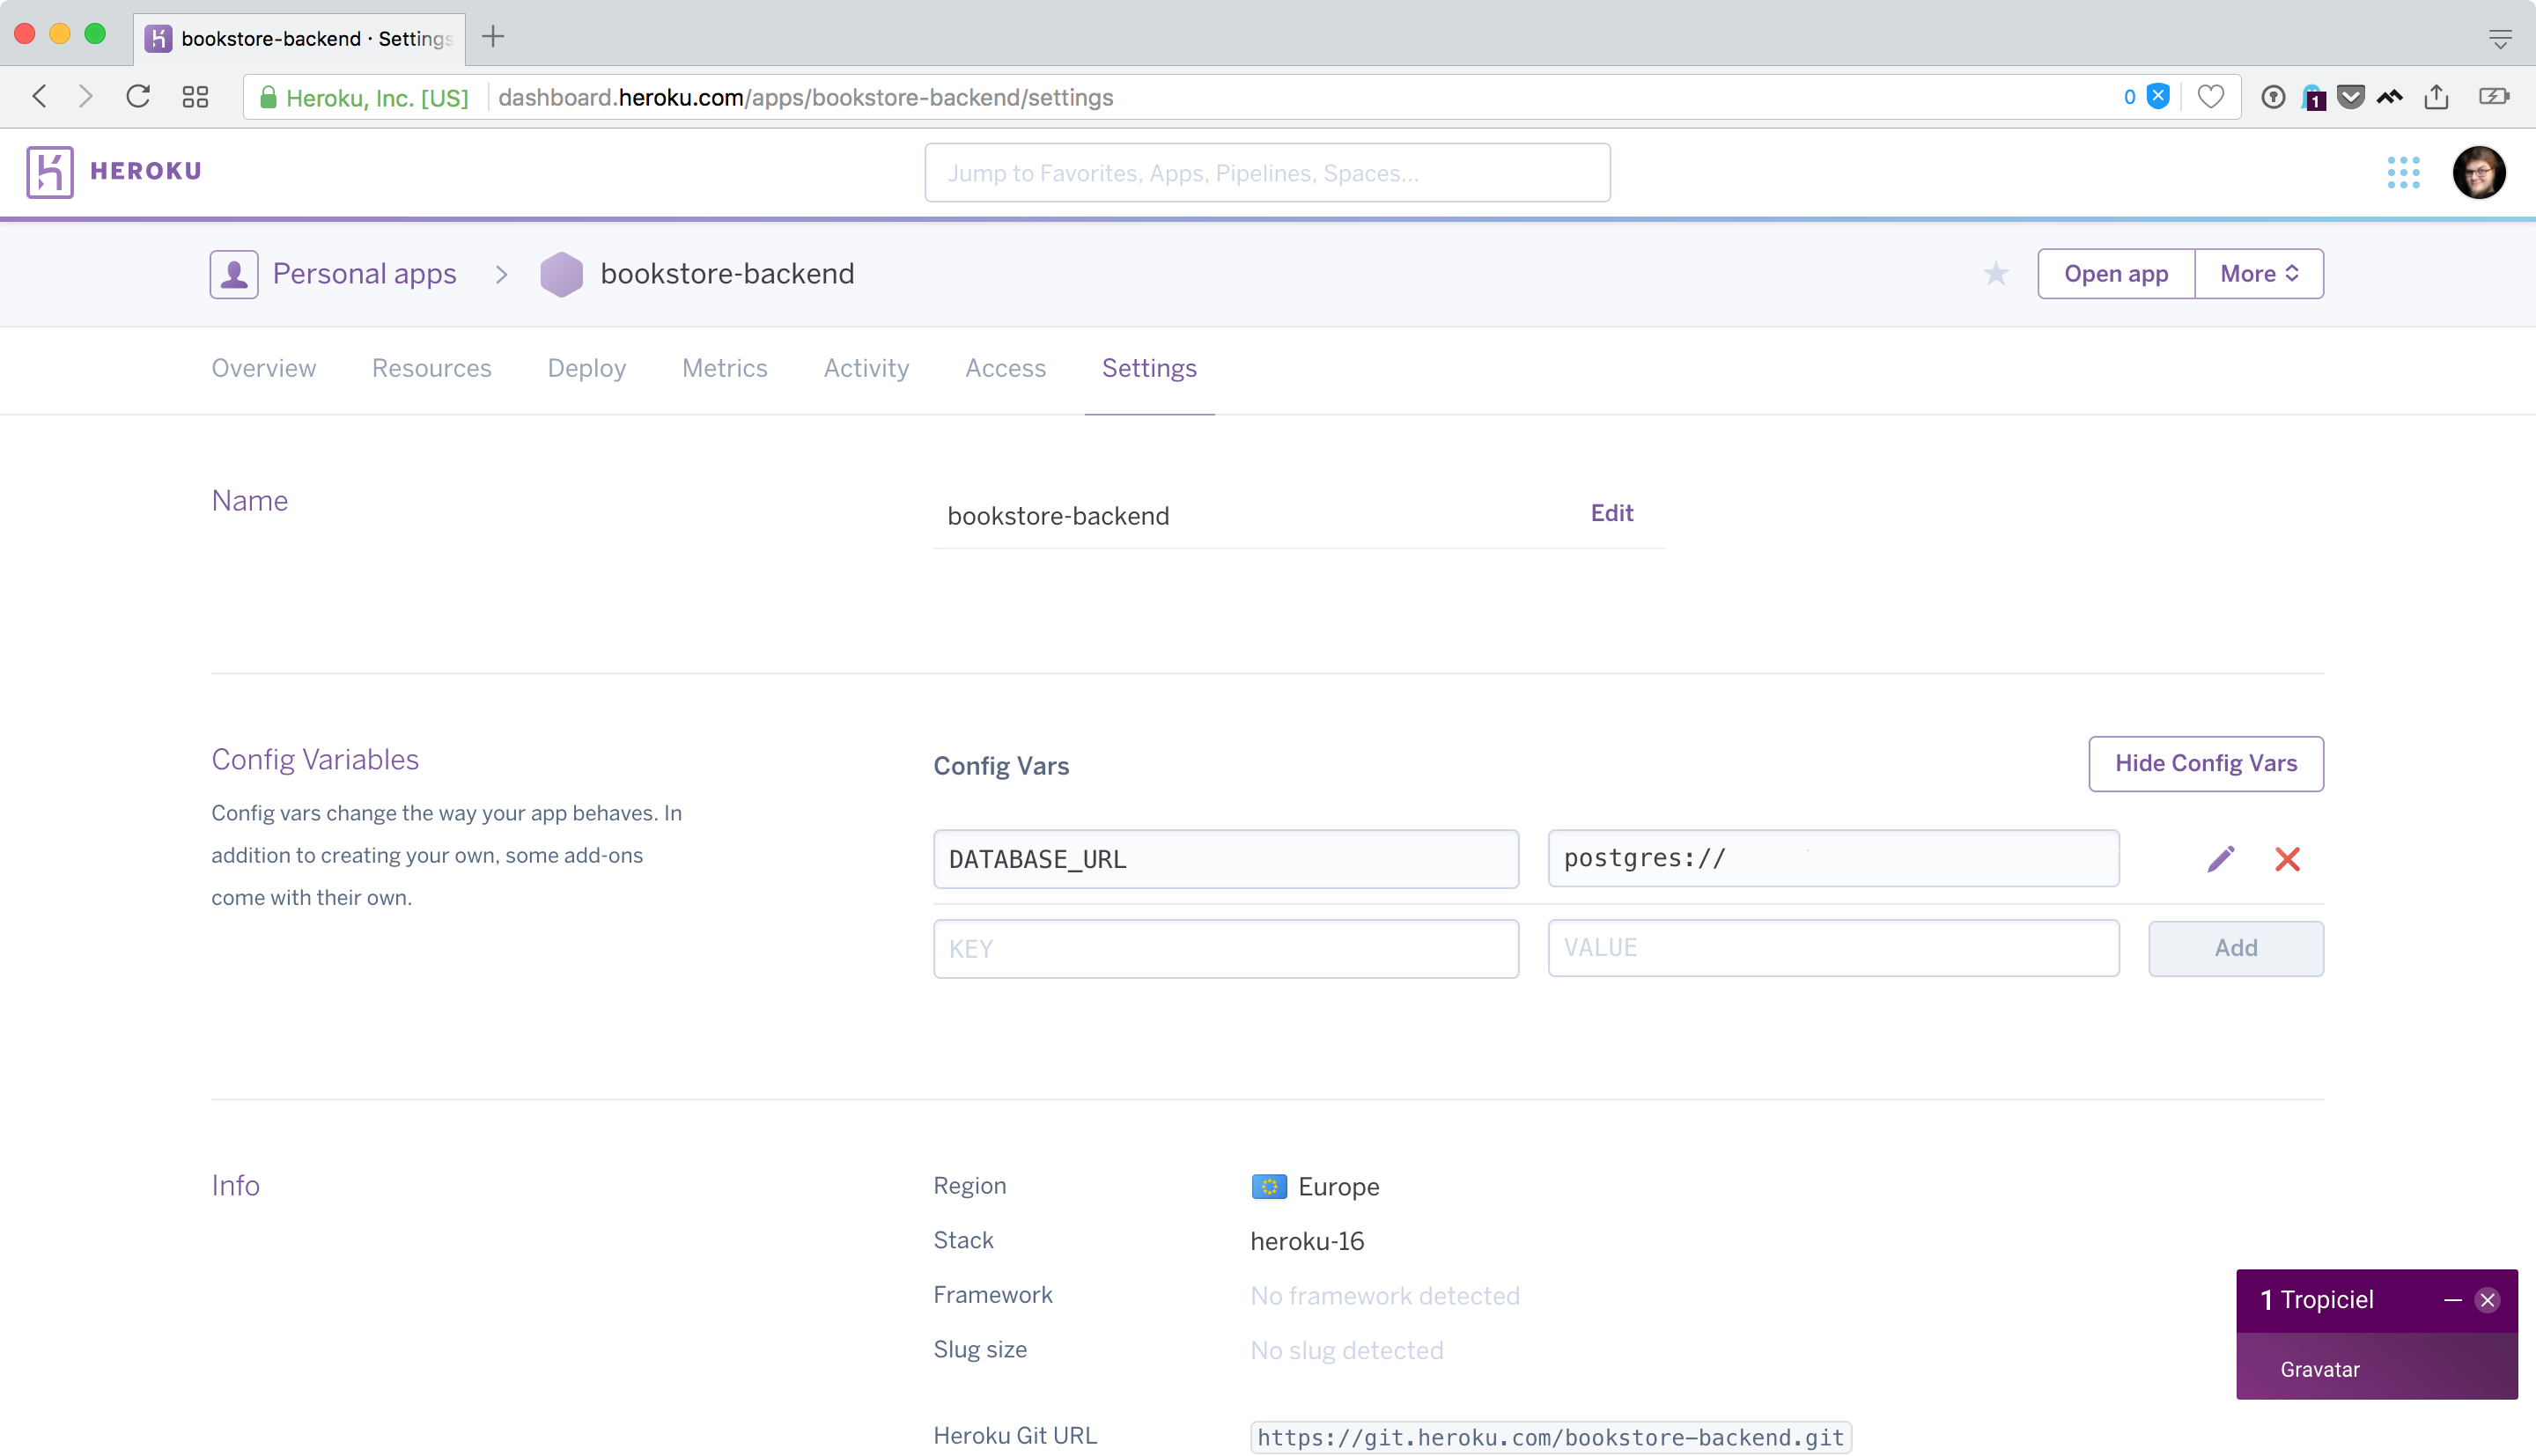 bookstore-backend · Settings
Heroku, Inc. [US] dashboard.heroku.com/apps/bookstore-backend/settings 0 1
HEROKU Jump to Favorites, Apps, Pipelines, Spaces...
Personal apps > bookstore-backend Open app More
Overview Resources Deploy Metrics Activity Access Settings
Name bookstore-backend Edit
Config Variables Config Vars Hide Config Vars
Config vars change the way your app behaves. In
addition to creating your own, some add-ons
come with their own.
DATABASE_URL postgres://
KEY VALUE Add
Info Region Europe
Stack heroku-16
Framework No framework detected
Slug size No slug detected
Heroku Git URL https://git.heroku.com/bookstore-backend.git
1 Tropiciel
Gravatar